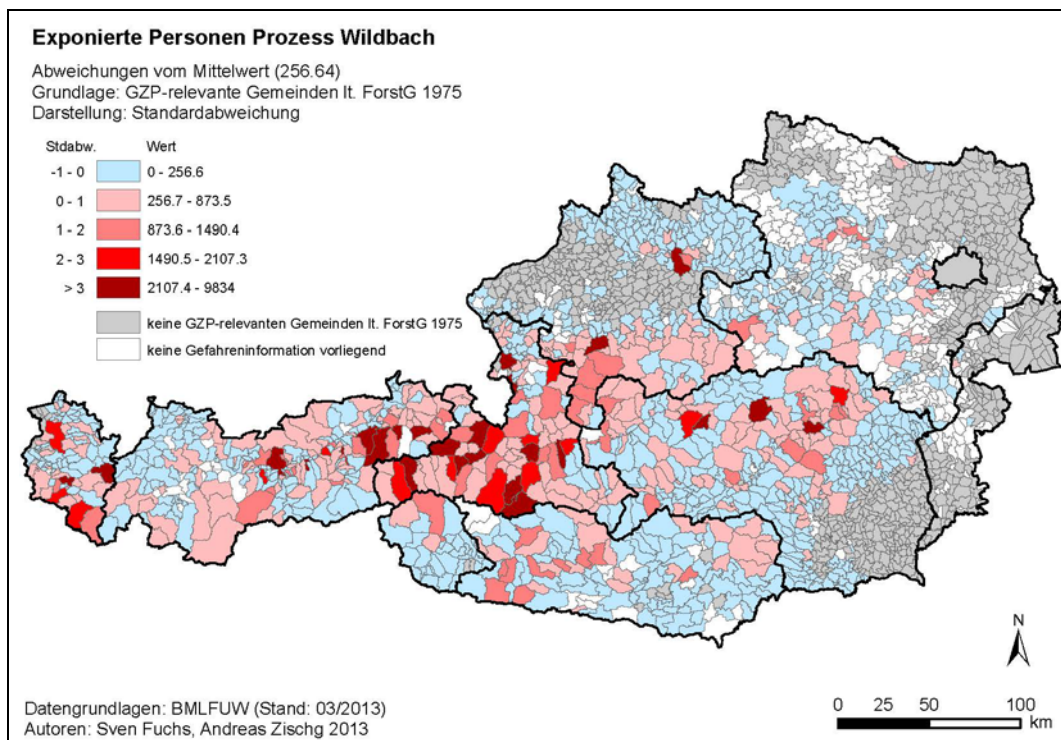 Exponierte Personen Prozess Wildbach
Abweichungen vom Mittelwert (256.64)
Grundlage: GZP-relevante Gemeinden lt. ForstG 1975
Darstellung: Standardabweichung
Stdabw. Wert
-1 - 0 0 - 256.6
0 - 1 256.7 - 873.5
1 - 2 873.6 - 1490.4
2 - 3 1490.5 - 2107.3
> 3 2107.4 - 9834
keine GZP-relevanten Gemeinden lt. ForstG 1975
keine Gefahreninformation vorliegend
N
0 25 50 100
km
Datengrundlagen: BMLFUW (Stand: 03/2013)
Autoren: Sven Fuchs, Andreas Zischg 2013